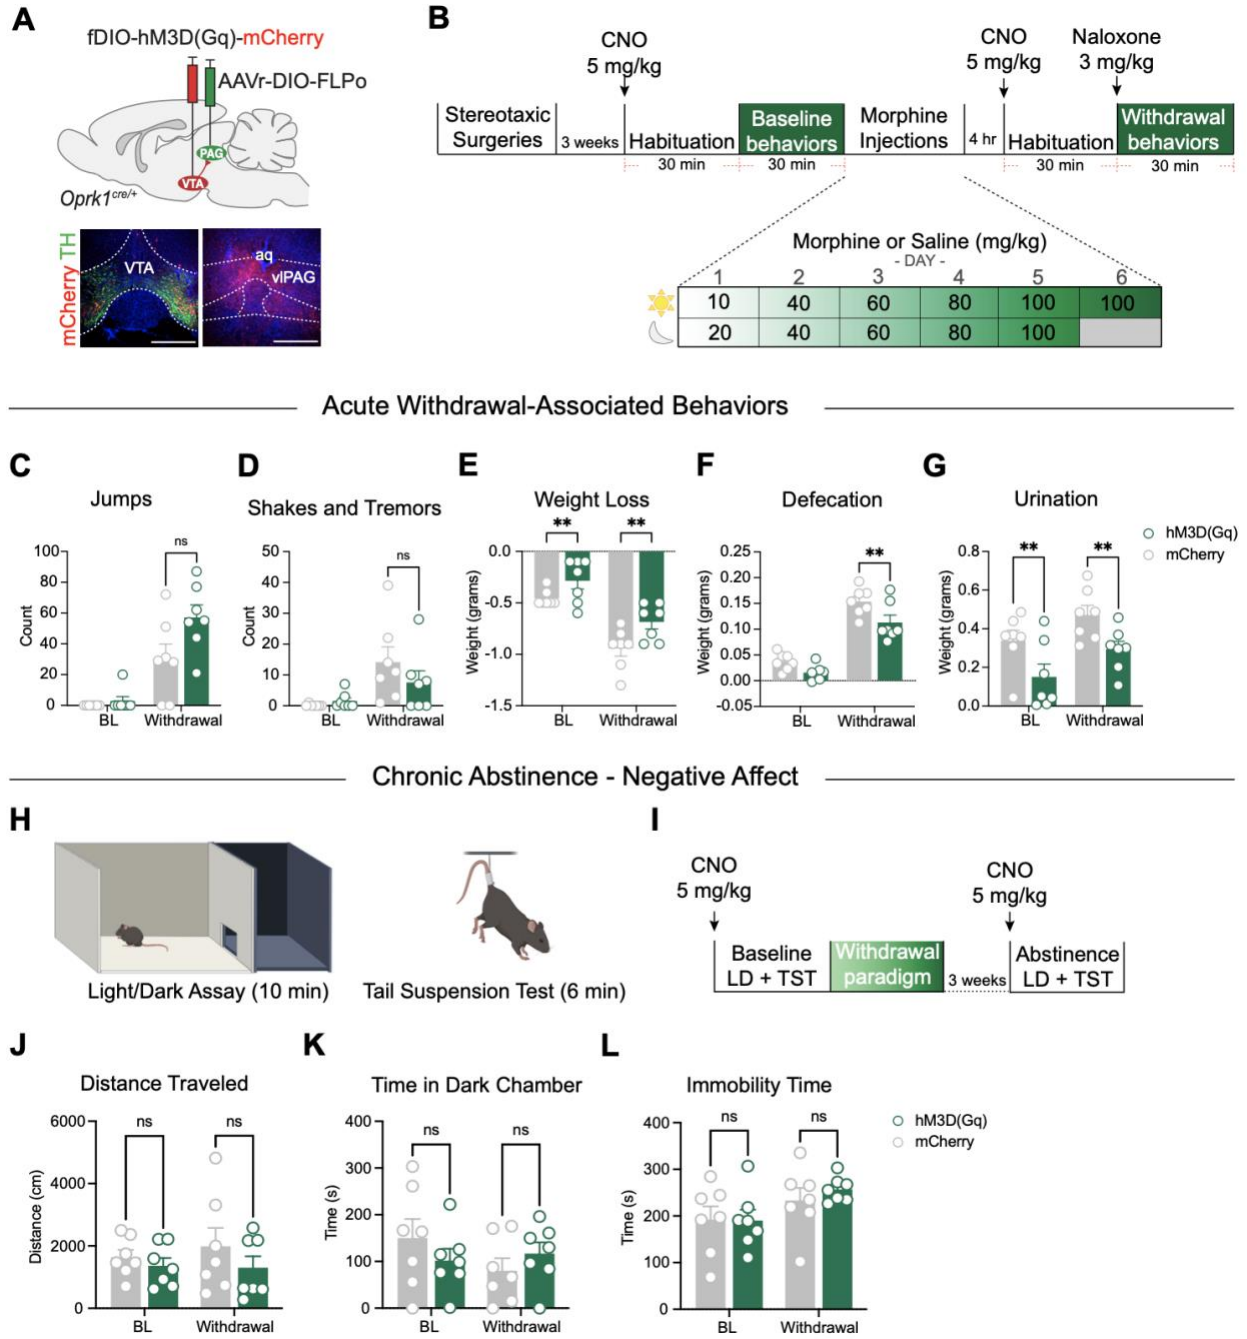 A
fDIO-hM3D(Gq)-mCherry
AAVr-DIO-FLPo
PAG
VTA
Oprk1cre/+
mCherry TH
VTA
aq
vlPAG
B
CNO
5 mg/kg
CNO
5 mg/kg
Naloxone
3 mg/kg
Stereotaxic
Surgeries
3 weeks
Habituation
Baseline
behaviors
Morphine
Injections
4 hr
Habituation
Withdrawal
behaviors
30 min
30 min
30 min
30 min
Morphine or Saline (mg/kg)
- DAY -
1 2 3 4 5 6
10 40 60 80 100 100
20 40 60 80 100
Acute Withdrawal-Associated Behaviors
C
Jumps
Count
100
80
60
40
20
0
ns
BL Withdrawal
D
Shakes and Tremors
Count
50
40
30
20
10
0
ns
BL Withdrawal
E
Weight Loss
Weight (grams)
0.0
-0.5
-1.0
-1.5
** **
BL Withdrawal
F
Defecation
Weight (grams)
0.25
0.20
0.15
0.10
0.05
0.00
-0.05
**
BL Withdrawal
G
Urination
Weight (grams)
0.8
0.6
0.4
0.2
0.0
** **
BL Withdrawal
hM3D(Gq)
mCherry
Chronic Abstinence - Negative Affect
H
Light/Dark Assay (10 min)
Tail Suspension Test (6 min)
I
CNO
5 mg/kg
CNO
5 mg/kg
Baseline
LD + TST
Withdrawal
paradigm
3 weeks
Abstinence
LD + TST
J
Distance Traveled
Distance (cm)
6000
4000
2000
0
ns ns
BL Withdrawal
K
Time in Dark Chamber
Time (s)
400
300
200
100
0
ns ns
BL Withdrawal
L
Immobility Time
Time (s)
400
300
200
100
0
ns ns
BL Withdrawal
hM3D(Gq)
mCherry